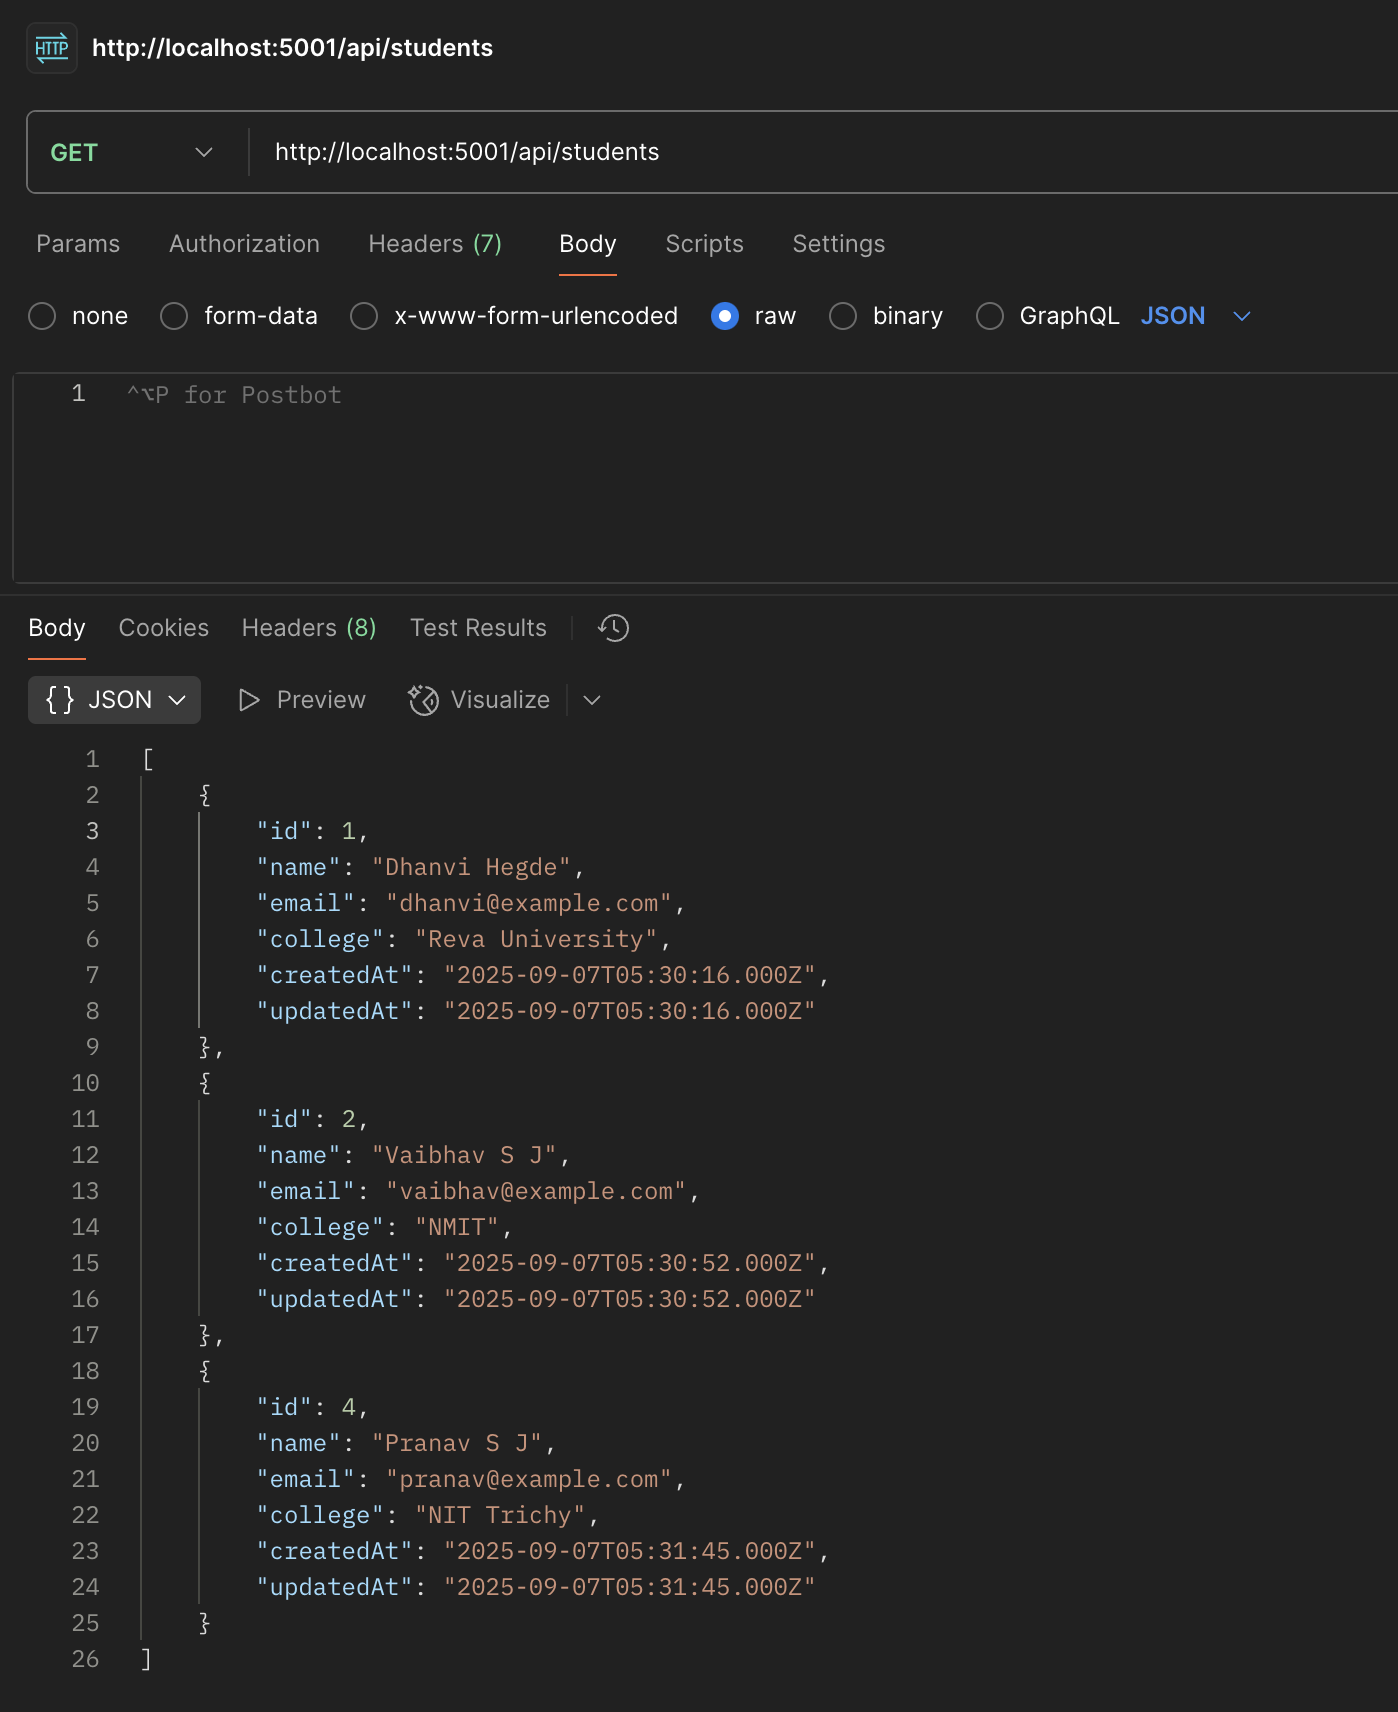 HTTP http://localhost:5001/api/students
GET http://localhost:5001/api/students
Params Authorization Headers (7) Body Scripts Settings
none form-data x-www-form-urlencoded raw binary GraphQL JSON
1 ^⌥P for Postbot
Body Cookies Headers (8) Test Results
{ } JSON Preview Visualize
1 [
2 {
3 "id": 1,
4 "name": "Dhanvi Hegde",
5 "email": "dhanvi@example.com",
6 "college": "Reva University",
7 "createdAt": "2025-09-07T05:30:16.000Z",
8 "updatedAt": "2025-09-07T05:30:16.000Z"
9 },
10 {
11 "id": 2,
12 "name": "Vaibhav S J",
13 "email": "vaibhav@example.com",
14 "college": "NMIT",
15 "createdAt": "2025-09-07T05:30:52.000Z",
16 "updatedAt": "2025-09-07T05:30:52.000Z"
17 },
18 {
19 "id": 4,
20 "name": "Pranav S J",
21 "email": "pranav@example.com",
22 "college": "NIT Trichy",
23 "createdAt": "2025-09-07T05:31:45.000Z",
24 "updatedAt": "2025-09-07T05:31:45.000Z"
25 }
26 ]